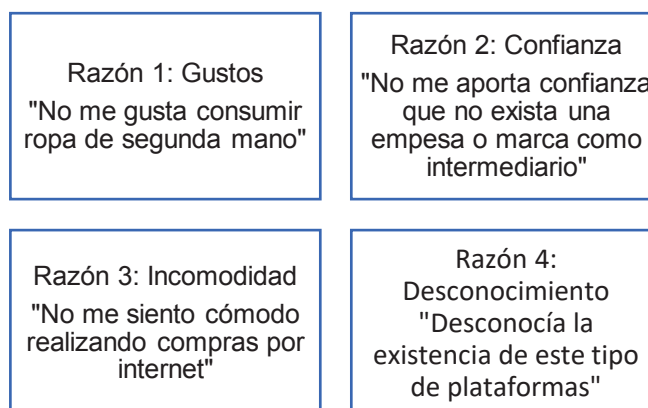 Razón 1: Gustos
"No me gusta consumir
ropa de segunda mano"
Razón 2: Confianza
"No me aporta confianza
que no exista una
empesa o marca como
intermediario"
Razón 3: Incomodidad
"No me siento cómodo
realizando compras por
internet"
Razón 4:
Desconocimiento
"Desconocía la
existencia de este tipo
de plataformas"